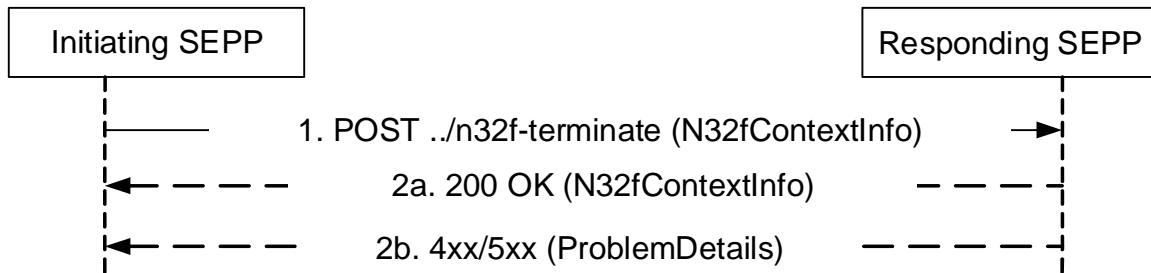 Initiating SEPP
Responding SEPP
1. POST ../n32f-terminate (N32fContextInfo)
2a. 200 OK (N32fContextInfo)
2b. 4xx/5xx (ProblemDetails)